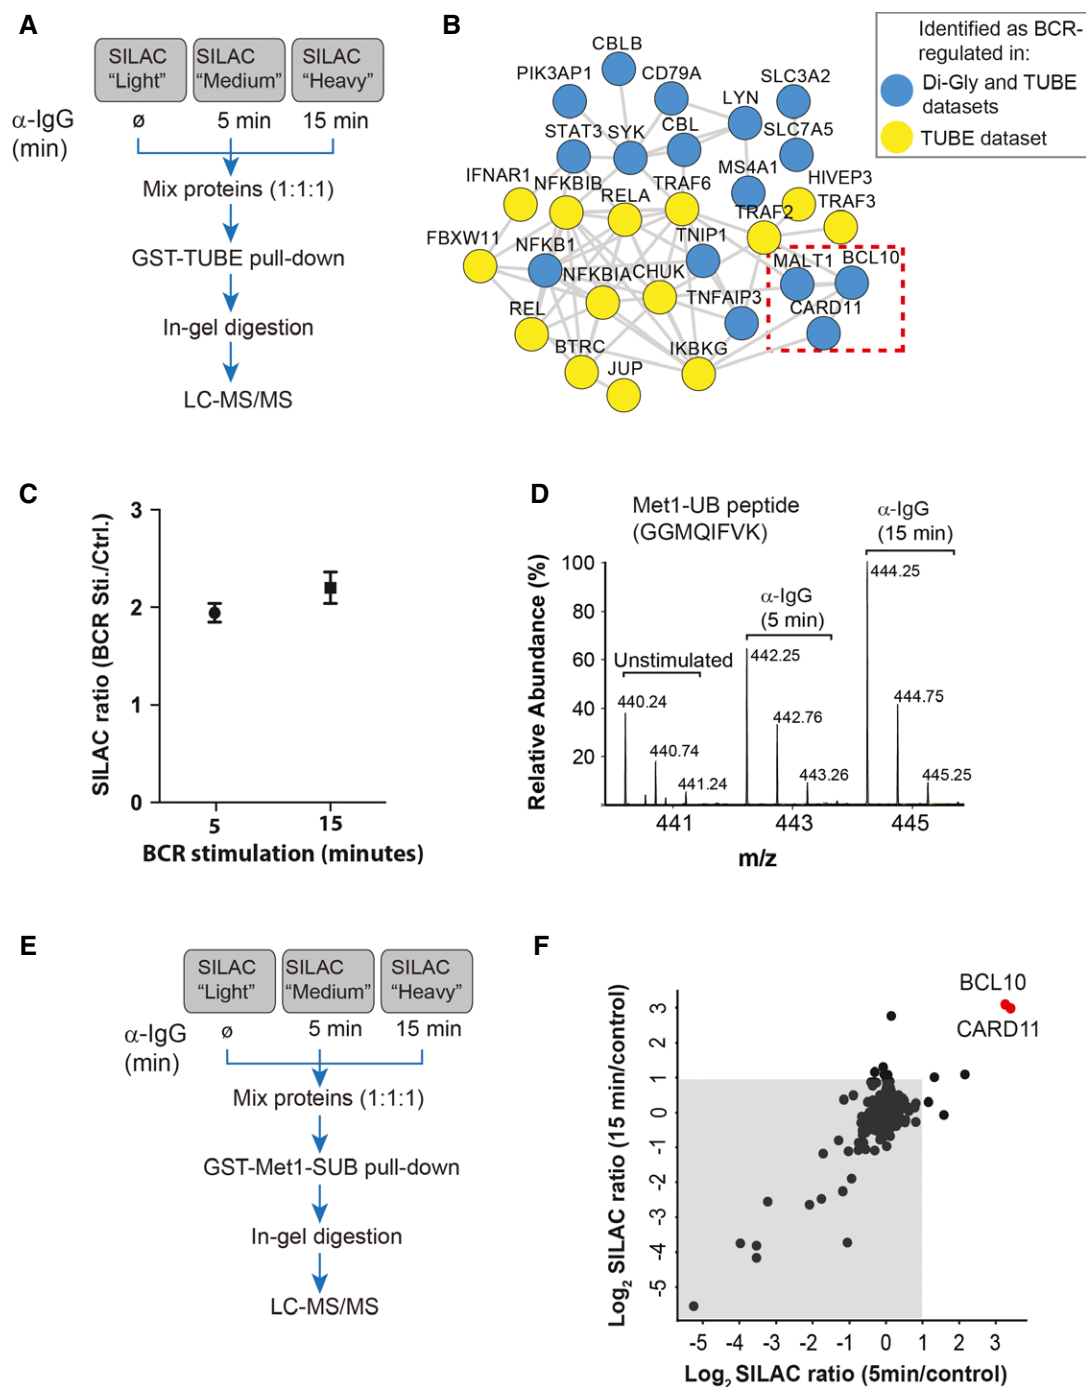 A
SILAC "Light"
SILAC "Medium"
SILAC "Heavy"
α-IgG (min)
ø
5 min
15 min
Mix proteins (1:1:1)
GST-TUBE pull-down
In-gel digestion
LC-MS/MS
B
Identified as BCR-regulated in:
Di-Gly and TUBE datasets
TUBE dataset
CBLB
PIK3AP1
CD79A
SLC3A2
LYN
STAT3
SYK
CBL
SLC7A5
IFNAR1
NFKBIB
RELA
TRAF6
MS4A1
HIVEP3
TRAF2
TRAF3
FBXW11
NFKB1
TNIP1
MALT1
BCL10
NFKBIA
CHUK
TNFAIP3
CARD11
REL
BTRC
IKBKG
JUP
C
SILAC ratio (BCR Sti./Ctrl.)
3
2
1
0
5
15
BCR stimulation (minutes)
D
Met1-UB peptide
(GGMQIFVK)
α-IgG
(15 min)
α-IgG
(5 min)
Unstimulated
Relative Abundance (%)
100
80
60
40
20
440.24
440.74
441.24
442.25
442.76
443.26
444.25
444.75
445.25
441
443
445
m/z
E
SILAC "Light"
SILAC "Medium"
SILAC "Heavy"
α-IgG (min)
ø
5 min
15 min
Mix proteins (1:1:1)
GST-Met1-SUB pull-down
In-gel digestion
LC-MS/MS
F
BCL10
CARD11
Log2 SILAC ratio (15 min/control)
3
2
1
0
-1
-2
-3
-4
-5
-5
-4
-3
-2
-1
0
1
2
3
Log2 SILAC ratio (5min/control)